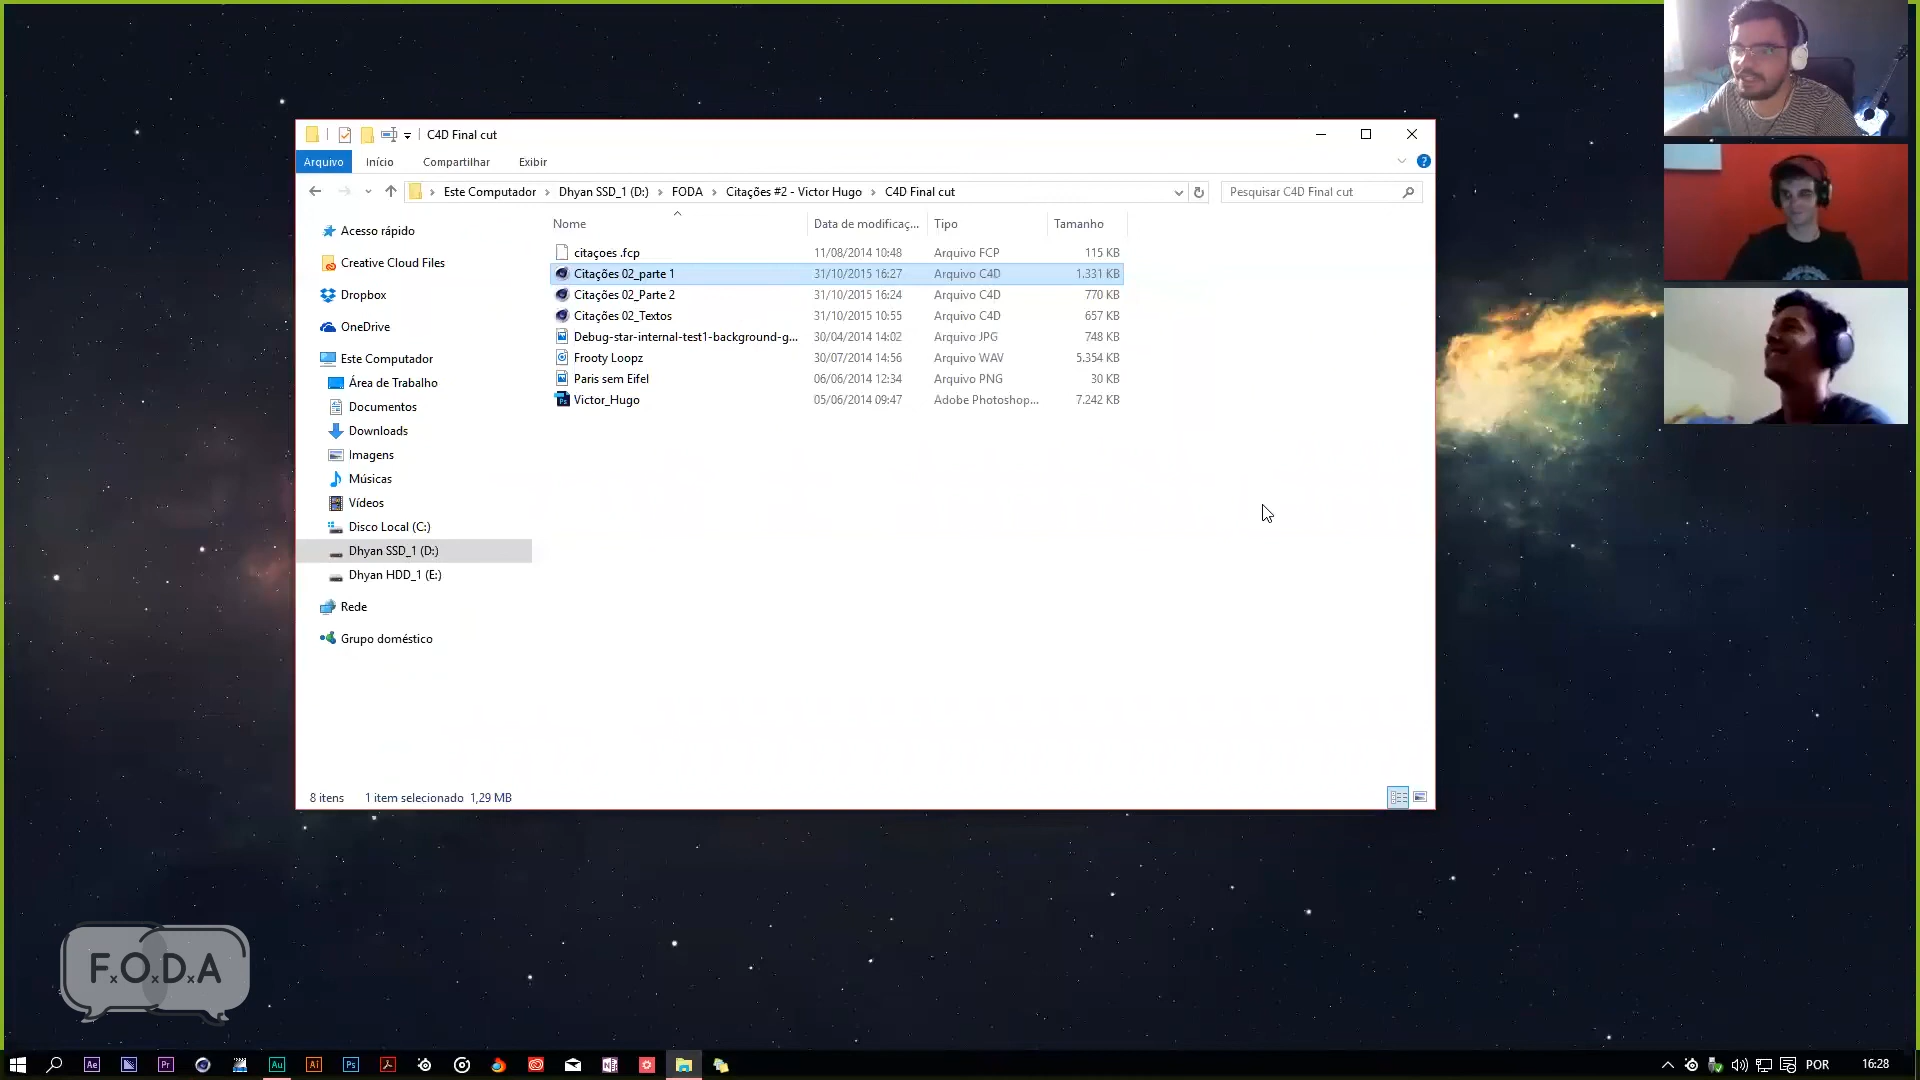 C4D Final cut
Arquivo Início Compartilhar Exibir
Este Computador Dhyan SSD_1 (D:) FODA Citações #2 - Victor Hugo C4D Final cut
Pesquisar C4D Final cut
Nome Data de modificaç... Tipo Tamanho
citaçoes .fcp 11/08/2014 10:48 Arquivo FCP 115 KB
Citações 02_parte 1 31/10/2015 16:27 Arquivo C4D 1.331 KB
Citações 02_Parte 2 31/10/2015 16:24 Arquivo C4D 770 KB
Citações 02_Textos 31/10/2015 10:55 Arquivo C4D 657 KB
Debug-star-internal-test1-background-g... 30/04/2014 14:02 Arquivo JPG 748 KB
Frooty Loopz 30/07/2014 14:56 Arquivo WAV 5.354 KB
Paris sem Eifel 06/06/2014 12:34 Arquivo PNG 30 KB
Victor_Hugo 05/06/2014 09:47 Adobe Photoshop... 7.242 KB
Acesso rápido
Creative Cloud Files
Dropbox
OneDrive
Este Computador
Área de Trabalho
Documentos
Downloads
Imagens
Músicas
Vídeos
Disco Local (C:)
Dhyan SSD_1 (D:)
Dhyan HDD_1 (E:)
Rede
Grupo doméstico
8 itens 1 item selecionado 1,29 MB
FxOxDxA
Ae Pr Au Ai Ps
POR 16:28